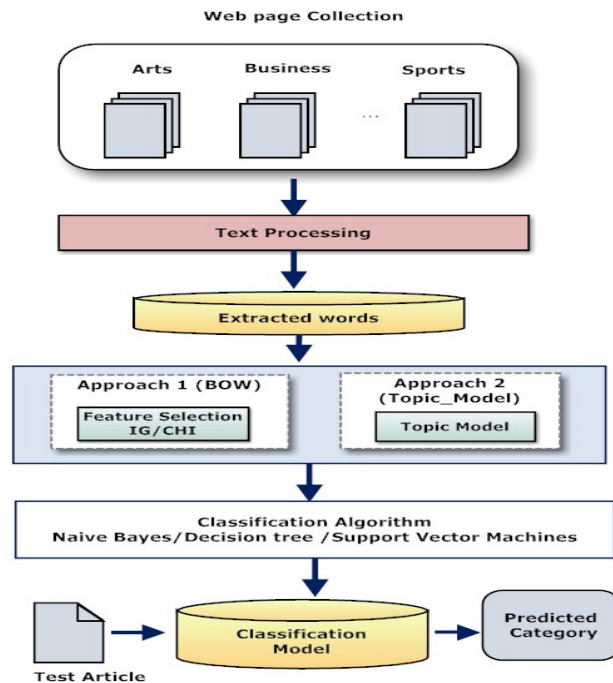 Web page Collection
Arts Business Sports
...
Text Processing
Extracted words
Approach 1 (BOW)
Feature Selection
IG/CHI
Approach 2
(Topic_Model)
Topic Model
Classification Algorithm
Naive Bayes/Decision tree /Support Vector Machines
Test Article
Classification
Model
Predicted
Category